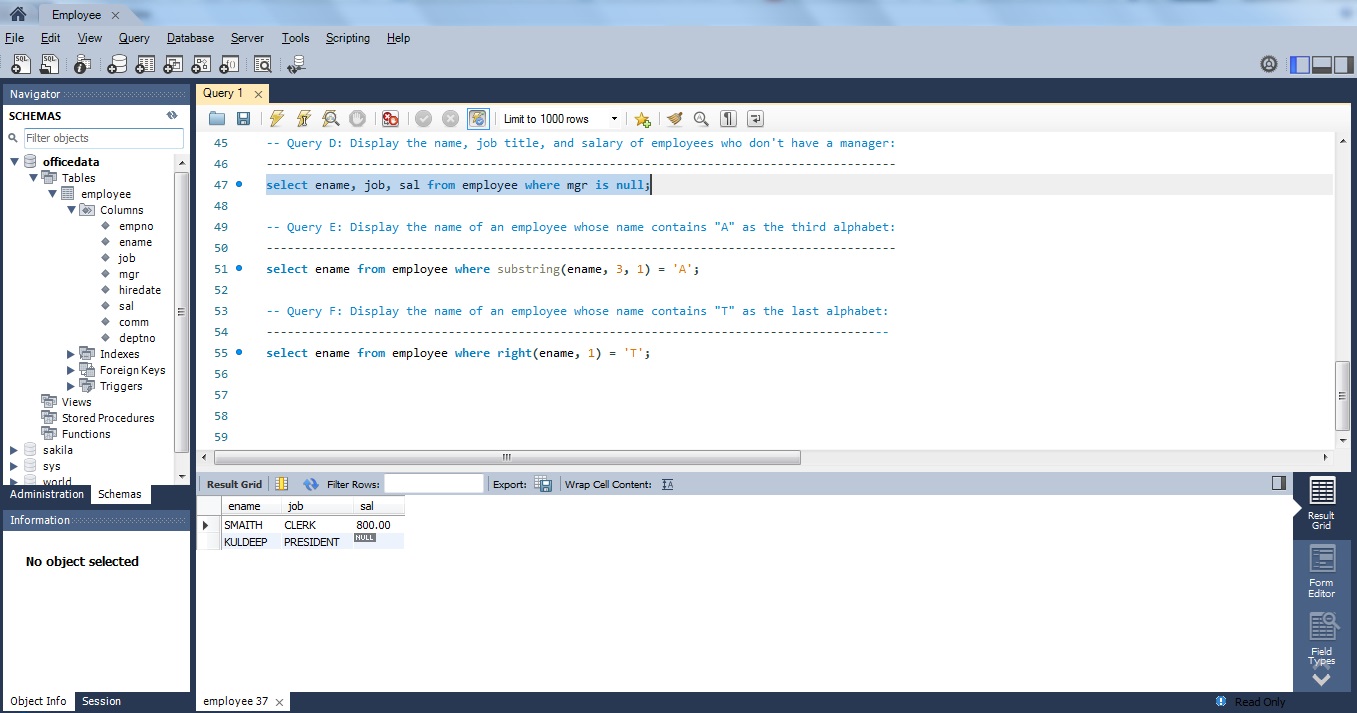 Employee
File Edit View Query Database Server Tools Scripting Help
Navigator
SCHEMAS
Filter objects
officedata
Tables
employee
Columns
empno
ename
job
mgr
hiredate
sal
comm
deptno
Indexes
Foreign Keys
Triggers
Views
Stored Procedures
Functions
sakila
sys
world
Administration Schemas
Information
No object selected
Object Info Session
Query 1
Limit to 1000 rows
45 -- Query D: Display the name, job title, and salary of employees who don't have a manager:
46 ------------------------------------------------------------------------------------------
47 select ename, job, sal from employee where mgr is null;
48
49 -- Query E: Display the name of an employee whose name contains "A" as the third alphabet:
50 ------------------------------------------------------------------------------------------
51 select ename from employee where substring(ename, 3, 1) = 'A';
52
53 -- Query F: Display the name of an employee whose name contains "T" as the last alphabet:
54 -----------------------------------------------------------------------------------------
55 select ename from employee where right(ename, 1) = 'T';
56
57
58
59
Result Grid Filter Rows: Export: Wrap Cell Content:
ename job sal
SMAITH CLERK 800.00
KULDEEP PRESIDENT NULL
Result
Grid
Form
Editor
Field
Types
employee 37
Read Only